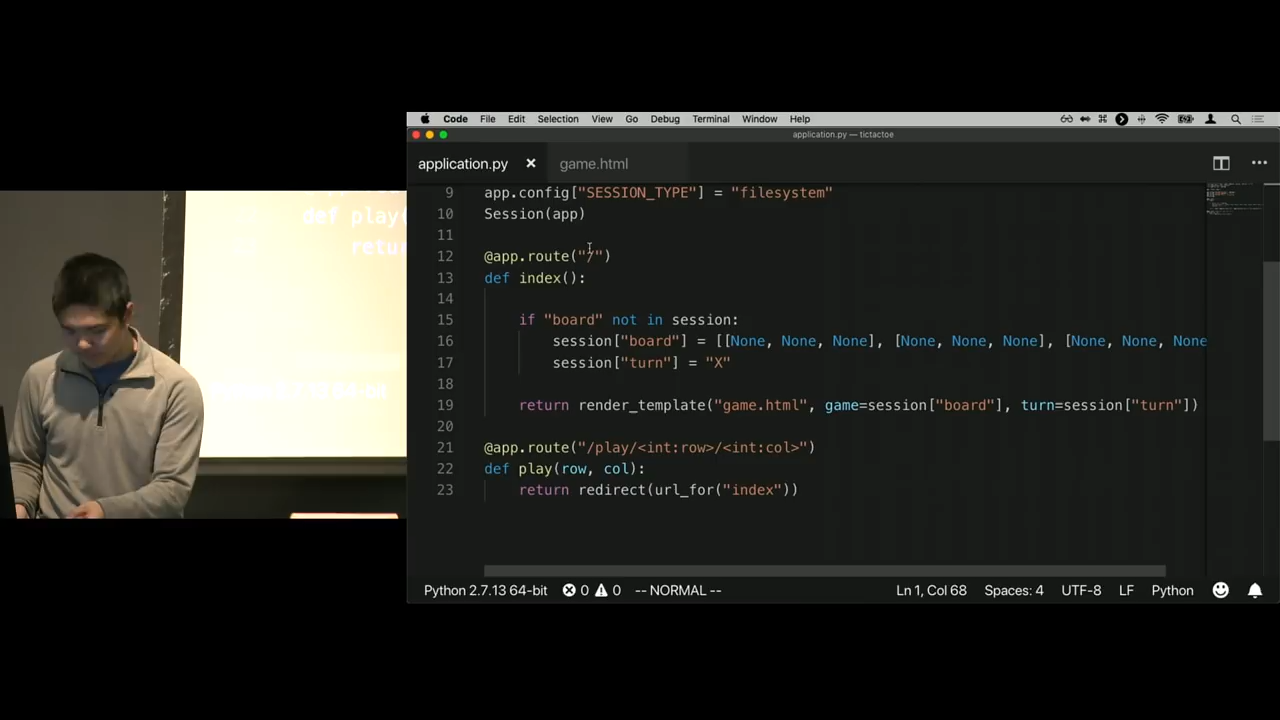 Code File Edit Selection View Go Debug Terminal Window Help
application.py — tictactoe
application.py × game.html
9 app.config["SESSION_TYPE"] = "filesystem"
10 Session(app)
11
12 @app.route("/")
13 def index():
14
15 if "board" not in session:
16 session["board"] = [[None, None, None], [None, None, None], [None, None, None
17 session["turn"] = "X"
18
19 return render_template("game.html", game=session["board"], turn=session["turn"])
20
21 @app.route("/play/<int:row>/<int:col>")
22 def play(row, col):
23 return redirect(url_for("index"))
Python 2.7.13 64-bit 0 0 -- NORMAL -- Ln 1, Col 68 Spaces: 4 UTF-8 LF Python
def play(
retu